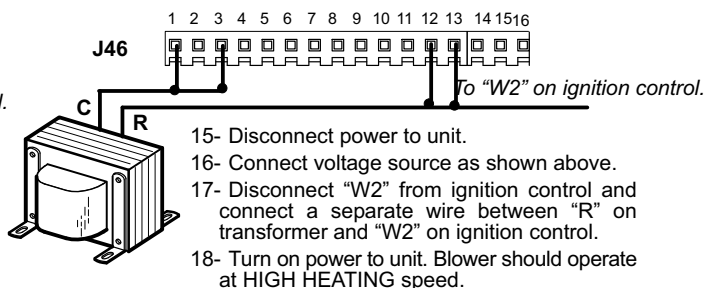 1 2 3 4 5 6 7 8 9 10 11 12 13 14 15 16
J46
To “W2” on ignition control.
l.
C
R
15- Disconnect power to unit.
16- Connect voltage source as shown above.
17- Disconnect “W2” from ignition control and
connect a separate wire between “R” on
transformer and “W2” on ignition control.
18- Turn on power to unit. Blower should operate
at HIGH HEATING speed.